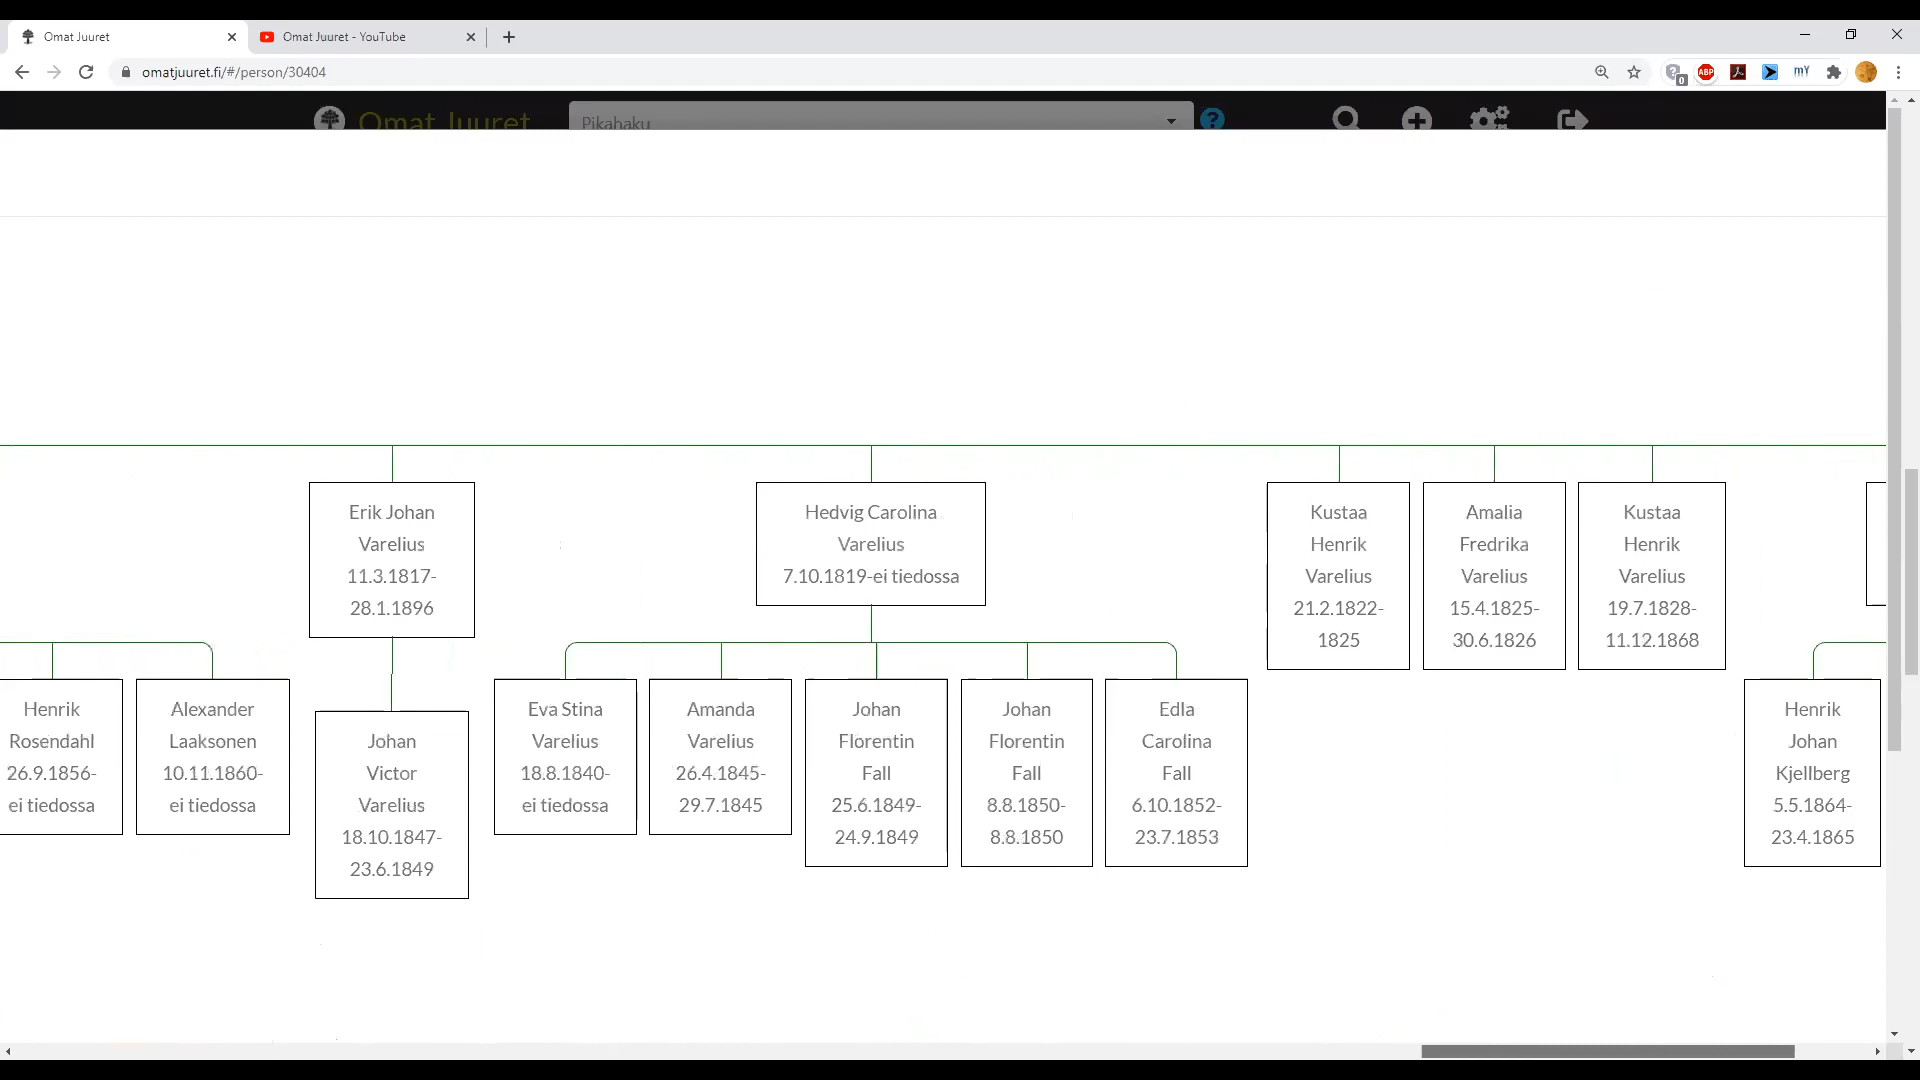 Omat Juuret
Omat Juuret - YouTube
omatjuuret.fi/#/person/30404
0
ABP
mY
Omat Juuret
Pikahaku
?
Erik Johan
Varelius
11.3.1817-
28.1.1896
Hedvig Carolina
Varelius
7.10.1819-ei tiedossa
Kustaa
Henrik
Varelius
21.2.1822-
1825
Amalia
Fredrika
Varelius
15.4.1825-
30.6.1826
Kustaa
Henrik
Varelius
19.7.1828-
11.12.1868
Henrik
Rosendahl
26.9.1856-
ei tiedossa
Alexander
Laaksonen
10.11.1860-
ei tiedossa
Johan
Victor
Varelius
18.10.1847-
23.6.1849
Eva Stina
Varelius
18.8.1840-
ei tiedossa
Amanda
Varelius
26.4.1845-
29.7.1845
Johan
Florentin
Fall
25.6.1849-
24.9.1849
Johan
Florentin
Fall
8.8.1850-
8.8.1850
Edla
Carolina
Fall
6.10.1852-
23.7.1853
Henrik
Johan
Kjellberg
5.5.1864-
23.4.1865